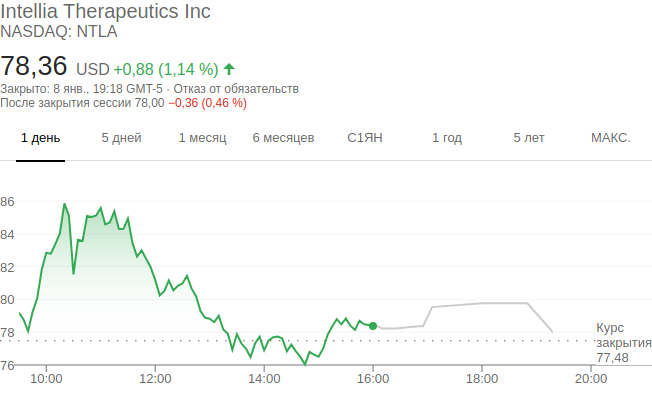 Intellia Therapeutics Inc
NASDAQ: NTLA
78,36 USD +0,88 (1,14 %)
Закрыто: 8 янв., 19:18 GMT-5 · Отказ от обязательств
После закрытия сессии 78,00 −0,36 (0,46 %)
1 день 5 дней 1 месяц 6 месяцев С1ЯН 1 год 5 лет МАКС.
86
84
82
80
78
76
Курс
закрытия
77,48
10:00 12:00 14:00 16:00 18:00 20:00